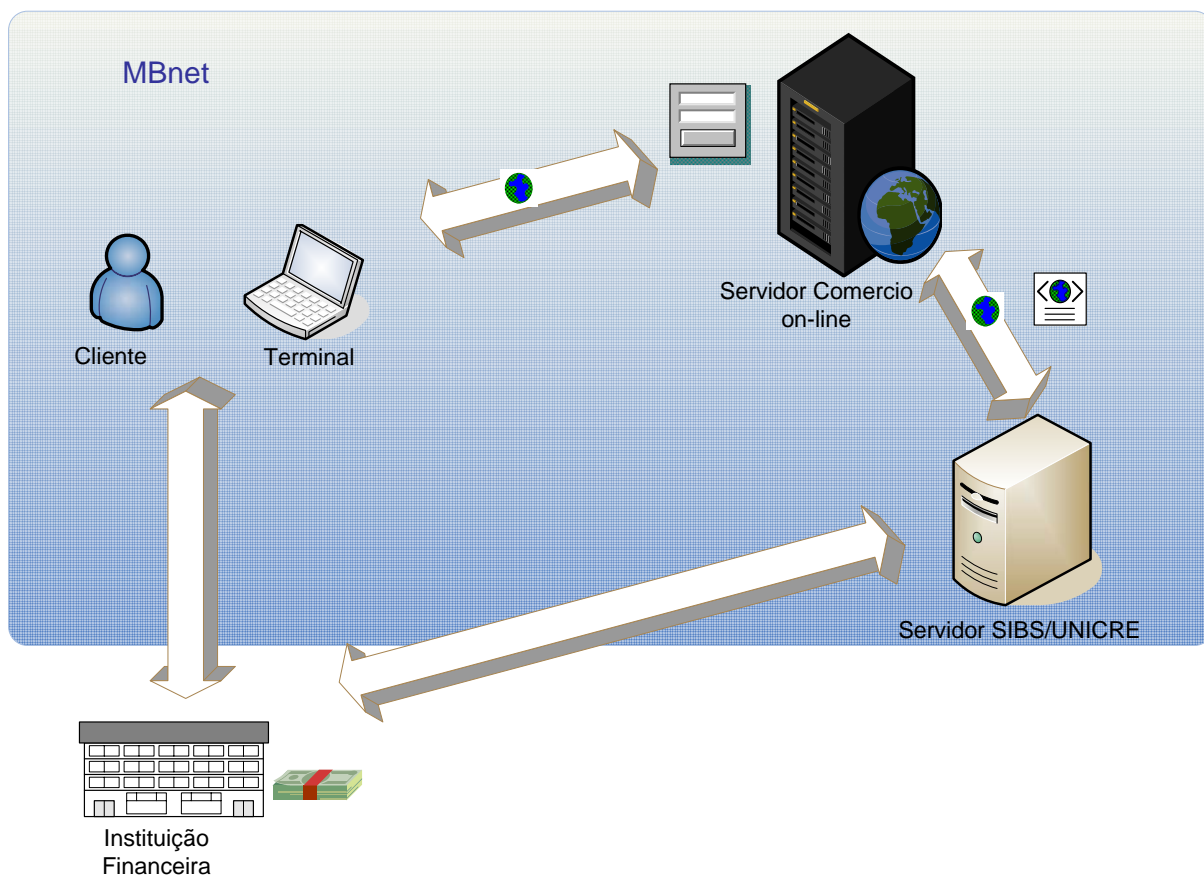 MBnet
Servidor Comercio
on-line
Cliente
Terminal
Servidor SIBS/UNICRE
Instituição
Financeira